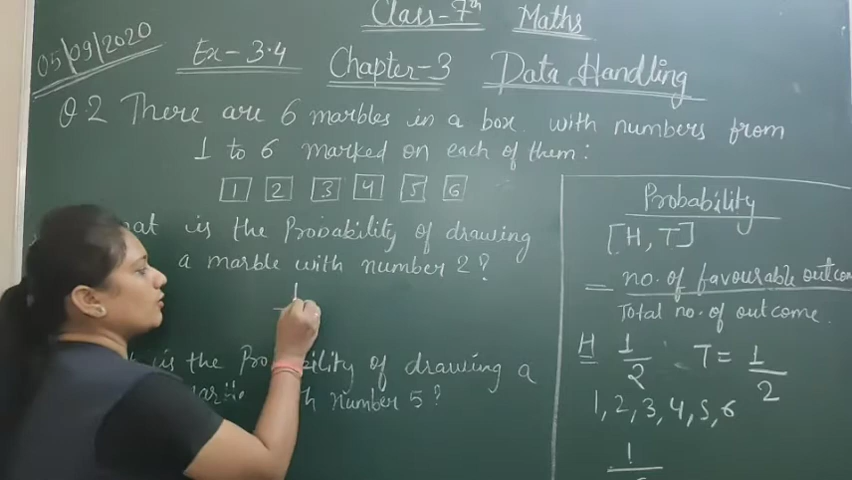 Class-7th Maths
05/09/2020
Ex-3.4 Chapter-3 Data Handling
Q.2 There are 6 marbles in a box with numbers from
1 to 6 marked on each of them:
1 2 3 4 5 6
is the Probability of drawing
a marble with number 2?
1
is the of drawing a
number 5?
Probability
[H, T]
= no. of favourable
Total no. of outcome.
H 1/2 T= 1/2
1, 2, 3, 4, 5, 6
1